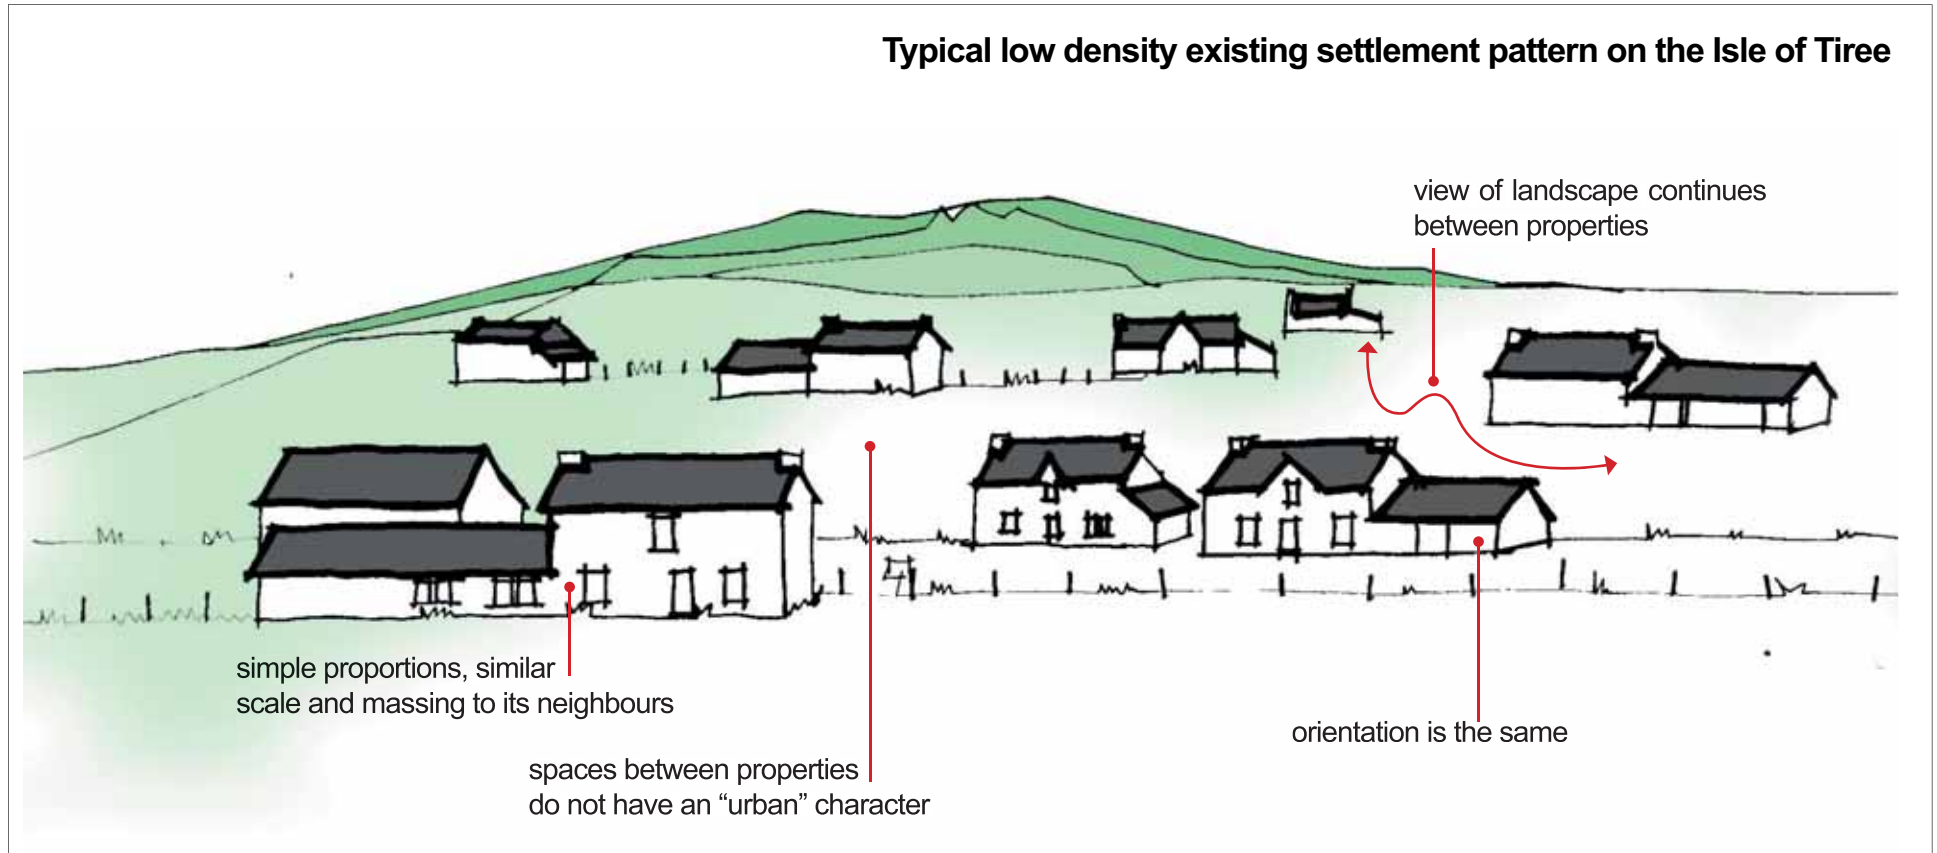 Typical low density existing settlement pattern on the Isle of Tiree
view of landscape continues
between properties
simple proportions, similar
scale and massing to its neighbours
orientation is the same
spaces between properties
do not have an “urban” character